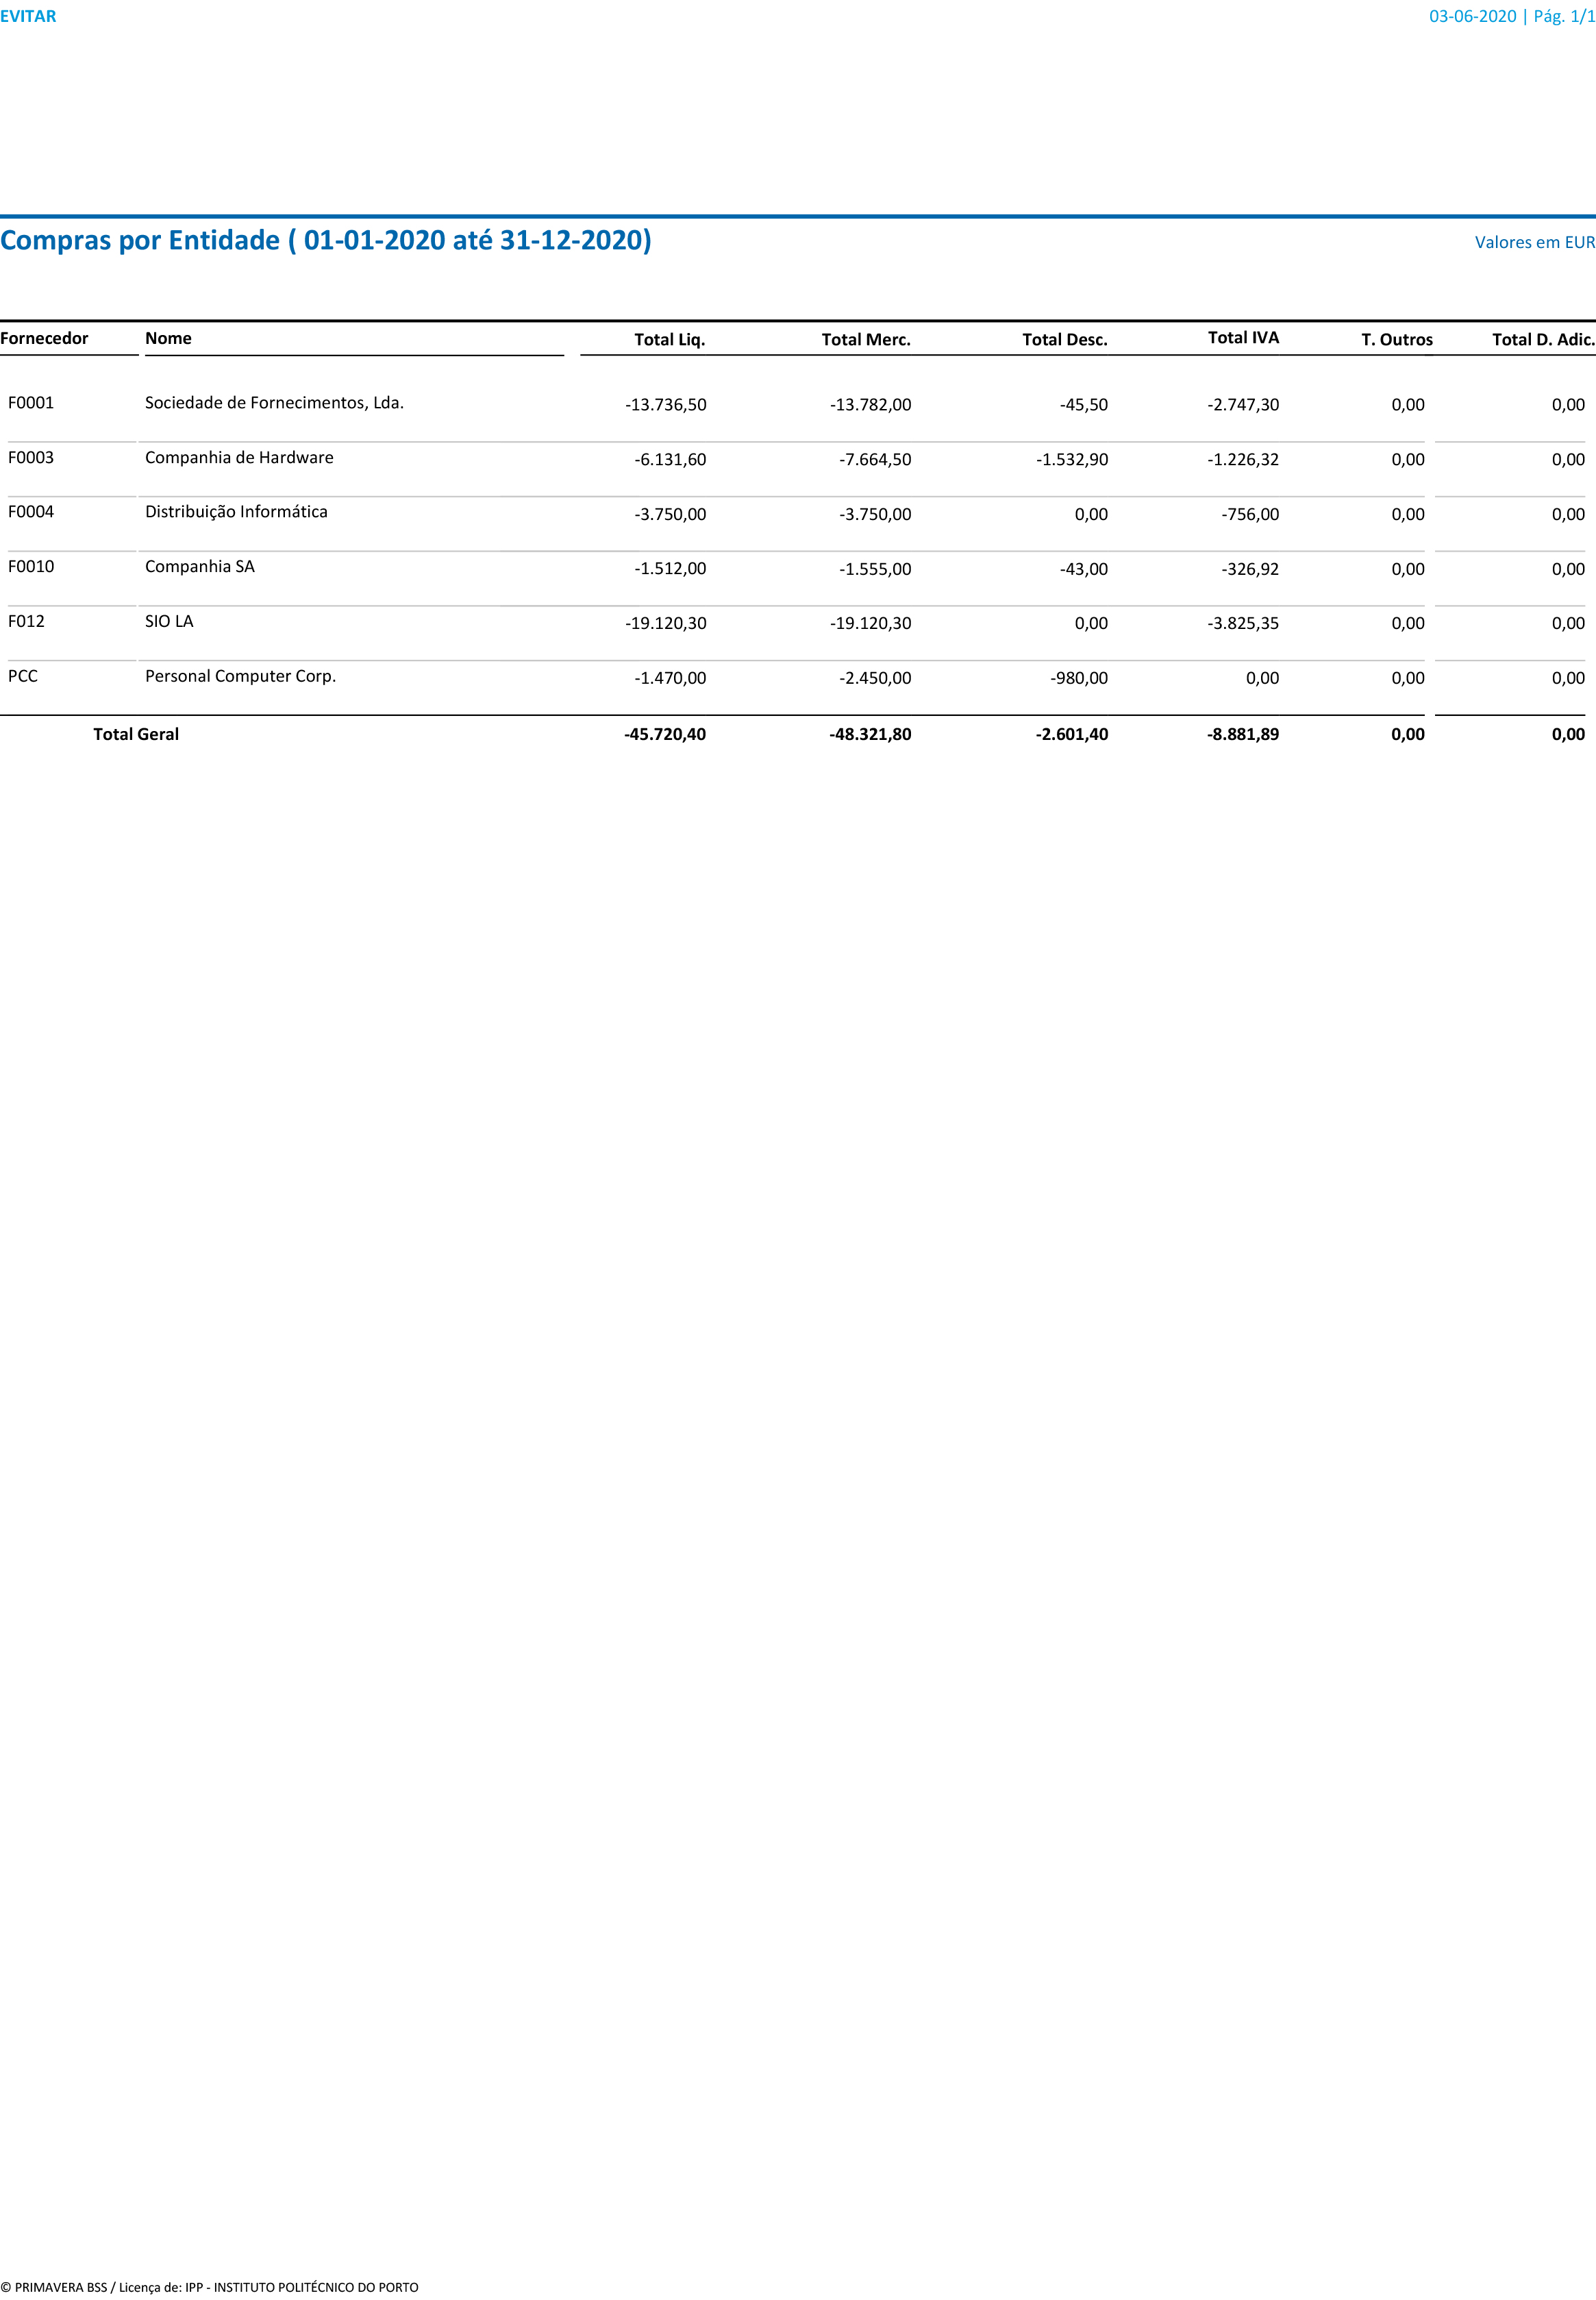 EVITAR 03-06-2020 | Pág. 1/1
Compras por Entidade ( 01-01-2020 até 31-12-2020) Valores em EUR
Fornecedor Nome Total Liq. Total Merc. Total Desc. Total IVA T. Outros Total D. Adic.
F0001 Sociedade de Fornecimentos, Lda. -13.736,50 -13.782,00 -45,50 -2.747,30 0,00 0,00
F0003 Companhia de Hardware -6.131,60 -7.664,50 -1.532,90 -1.226,32 0,00 0,00
F0004 Distribuição Informática -3.750,00 -3.750,00 0,00 -756,00 0,00 0,00
F0010 Companhia SA -1.512,00 -1.555,00 -43,00 -326,92 0,00 0,00
F012 SIO LA -19.120,30 -19.120,30 0,00 -3.825,35 0,00 0,00
PCC Personal Computer Corp. -1.470,00 -2.450,00 -980,00 0,00 0,00 0,00
Total Geral -45.720,40 -48.321,80 -2.601,40 -8.881,89 0,00 0,00
© PRIMAVERA BSS / Licença de: IPP - INSTITUTO POLITÉCNICO DO PORTO